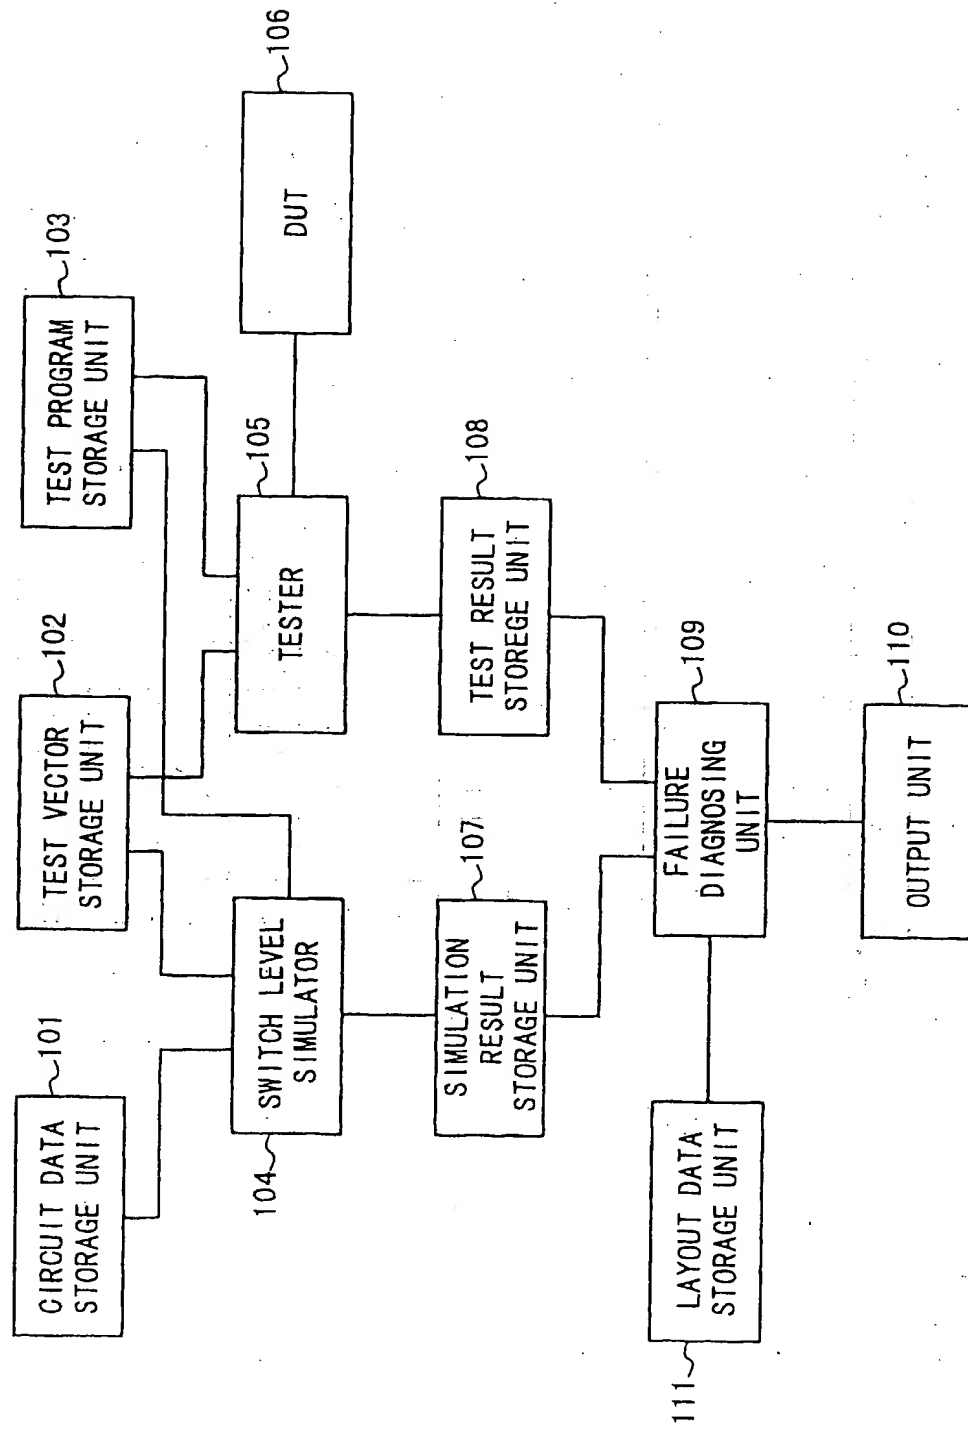 101
CIRCUIT DATA
STORAGE UNIT
102
TEST VECTOR
STORAGE UNIT
103
TEST PROGRAM
STORAGE UNIT
104
SWITCH LEVEL
SIMULATOR
105
TESTER
106
DUT
107
SIMULATION
RESULT
STORAGE UNIT
108
TEST RESULT
STOREGE UNIT
111
LAYOUT DATA
STORAGE UNIT
109
FAILURE
DIAGNOSING
UNIT
110
OUTPUT UNIT